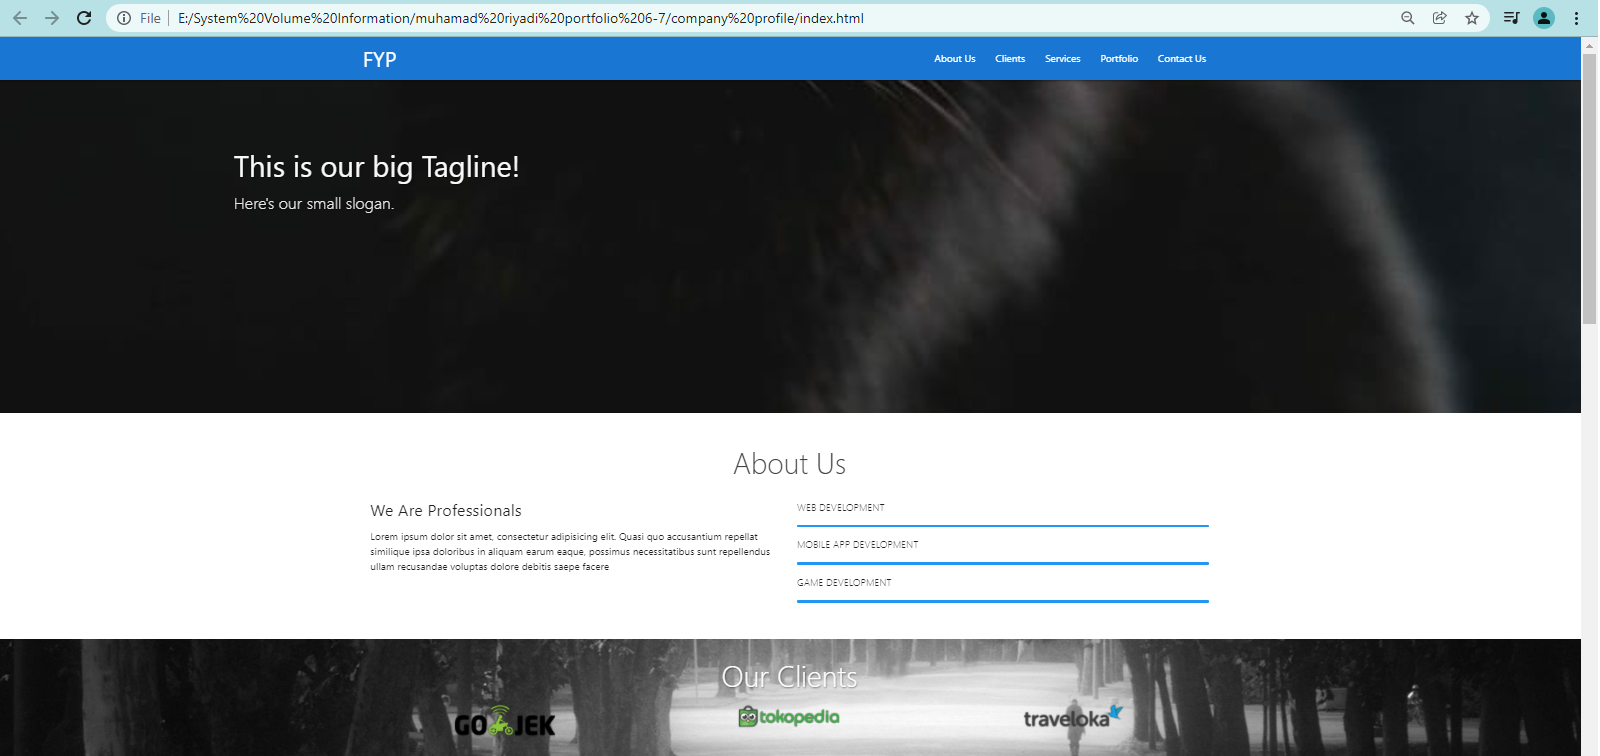 File
E:/System%20Volume%20Information/muhamad%20riyadi%20portfolio%206-7/company%20profile/index.html
FYP
About Us
Clients
Services
Portfolio
Contact Us
This is our big Tagline!
Here's our small slogan.
About Us
We Are Professionals
Lorem ipsum dolor sit amet, consectetur adipisicing elit. Quasi quo accusantium repellat
similique ipsa doloribus in aliquam earum eaque, possimus necessitatibus sunt repellendus
ullam recusandae voluptas dolore debitis saepe facere
WEB DEVELOPMENT
MOBILE APP DEVELOPMENT
GAME DEVELOPMENT
Our Clients
GO JEK
tokopedia
traveloka